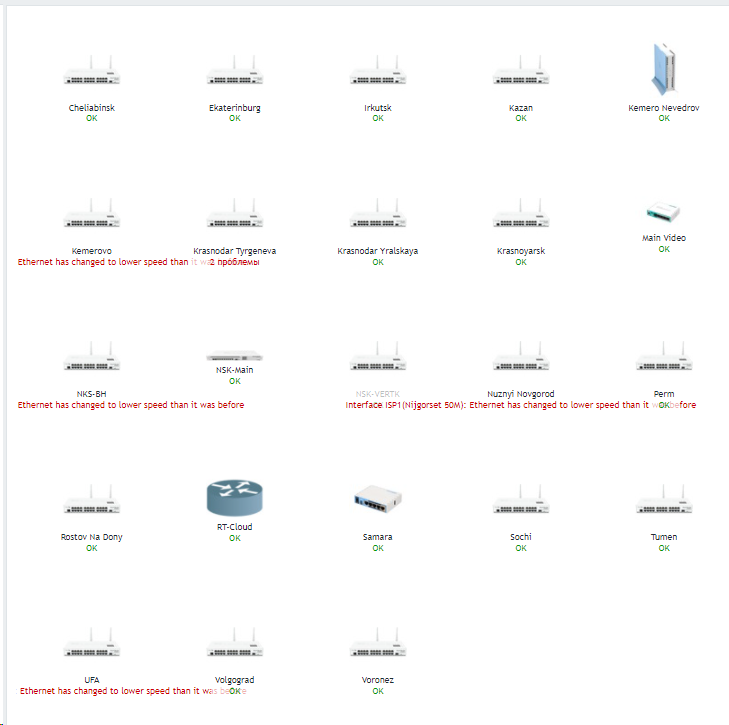 Cheliabinsk
OK
Ekaterinburg
OK
Irkutsk
OK
Kazan
OK
Kemero Nevedrov
OK
Kemerovo
Ethernet has changed to lower speed than it wa
Krasnodar Tyrgeneva
2 проблемы
Krasnodar Yralskaya
OK
Krasnoyarsk
OK
Main Video
OK
NKS-BH
Ethernet has changed to lower speed than it was before
NSK-Main
OK
NSK-VERTK
Nuznyi Novgorod
Interface ISP1(Nijgorset 50M): Ethernet has changed to lower speed than it was before
Perm
OK
Rostov Na Dony
OK
RT-Cloud
OK
Samara
OK
Sochi
OK
Tumen
OK
UFA
Ethernet has changed to lower speed than it was before
Volgograd
OK
Voronez
OK